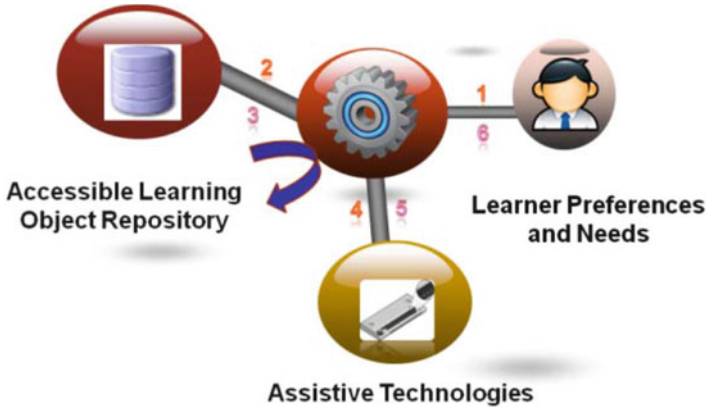 2
1
3
6
Accessible Learning
Object Repository
4 5
Learner Preferences
and Needs
Assistive Technologies